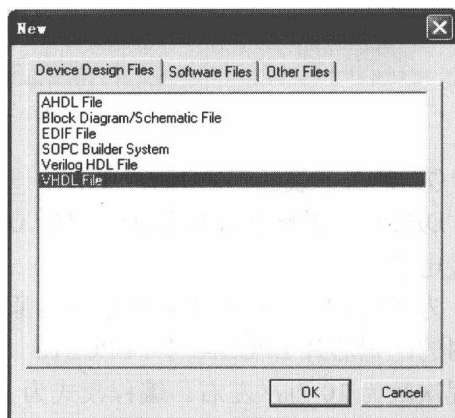 New
Device Design Files Software Files Other Files
AHDL File
Block Diagram/Schematic File
EDIF File
SOPC Builder System
Verilog HDL File
VHDL File
OK Cancel